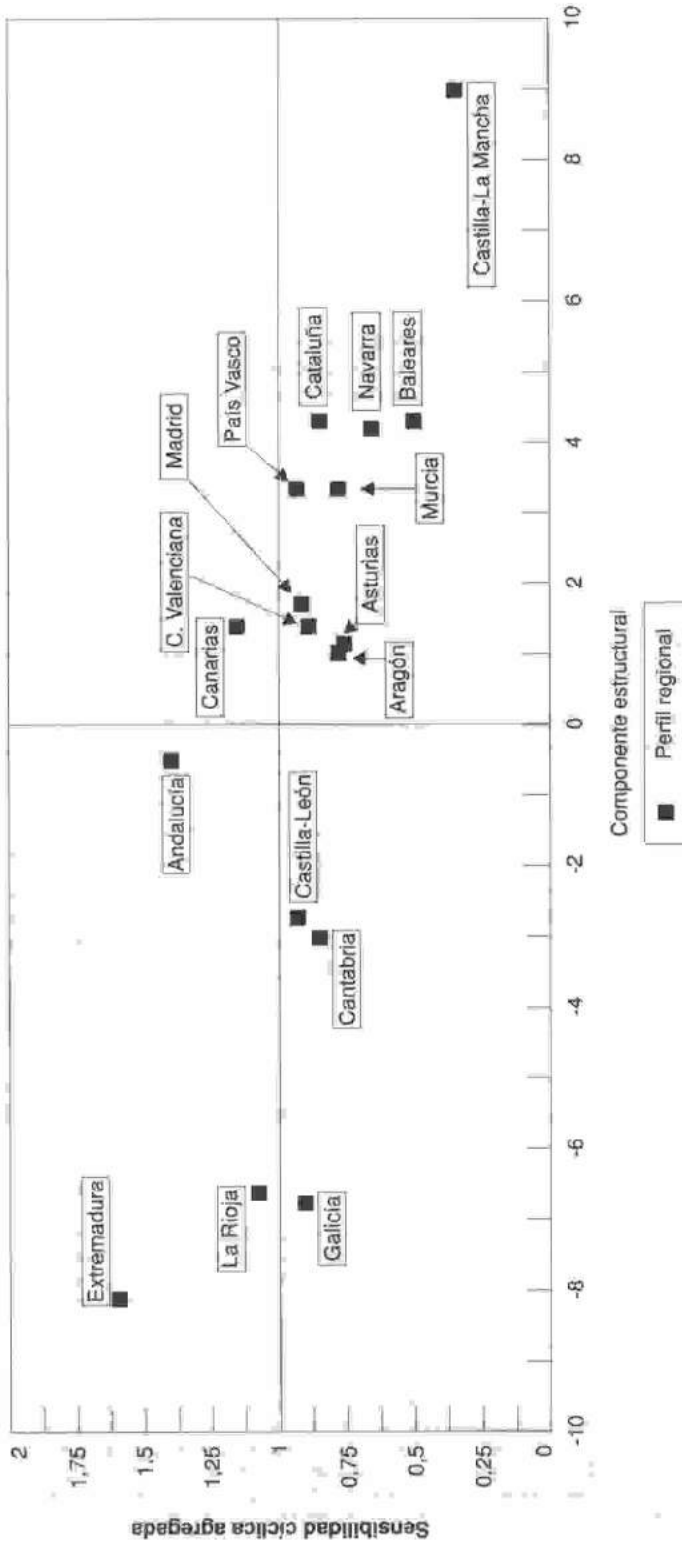 Sensibilidad cíclica agregada
2
1,75
1,5
1,25
1
0,75
0,5
0,25
0
Extremadura
La Rioja
Galicia
Cantabria
Castilla-León
Andalucía
Canarias
C. Valenciana
Madrid
País Vasco
Aragón
Asturias
Murcia
Cataluña
Navarra
Baleares
Castilla-La Mancha
-10
-8
-6
-4
-2
0
2
4
6
8
10
Componente estructural
Perfil regional